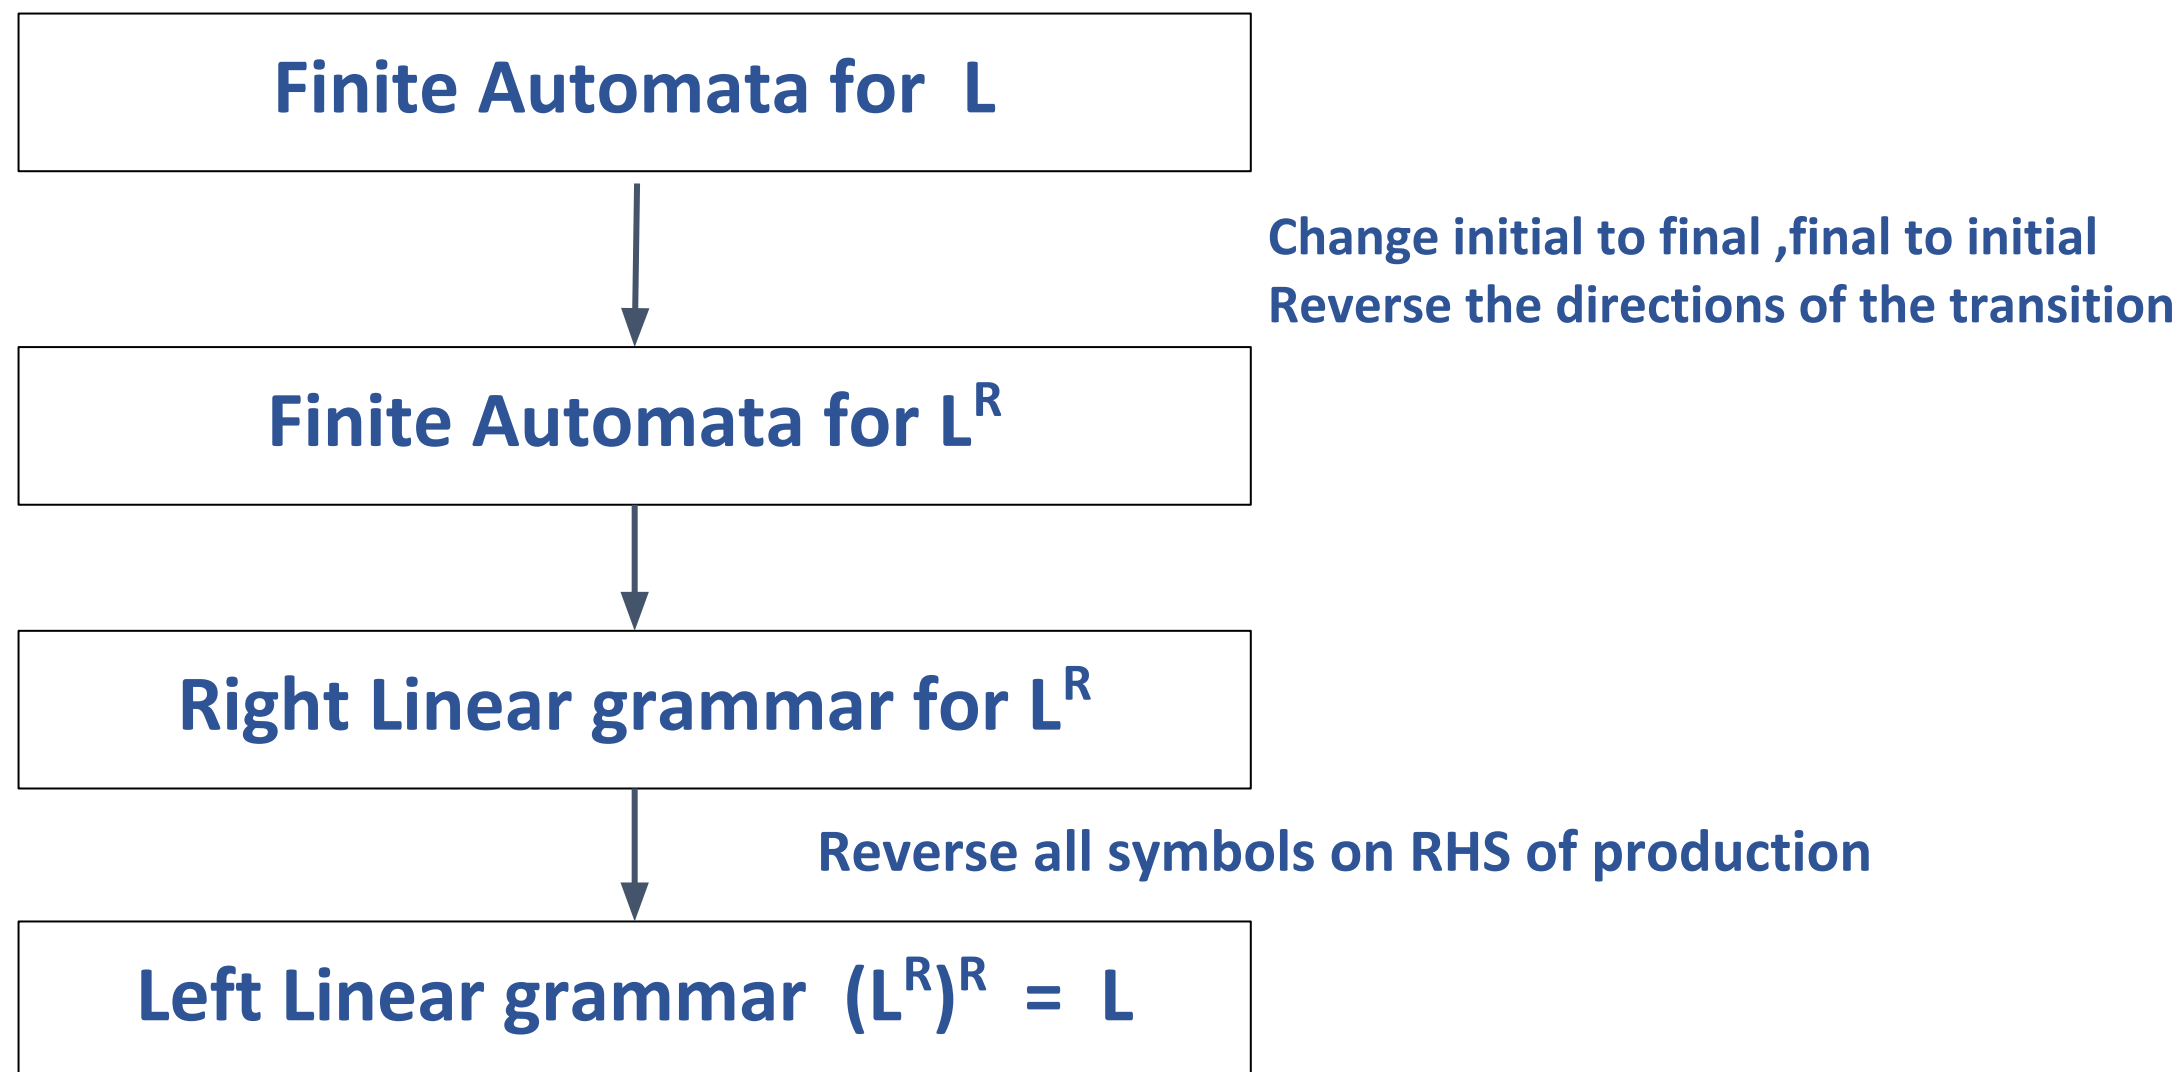 Finite Automata for L
Change initial to final ,final to initial
Reverse the directions of the transition
Finite Automata for L^R
Right Linear grammar for L^R
Reverse all symbols on RHS of production
Left Linear grammar (L^R)^R = L